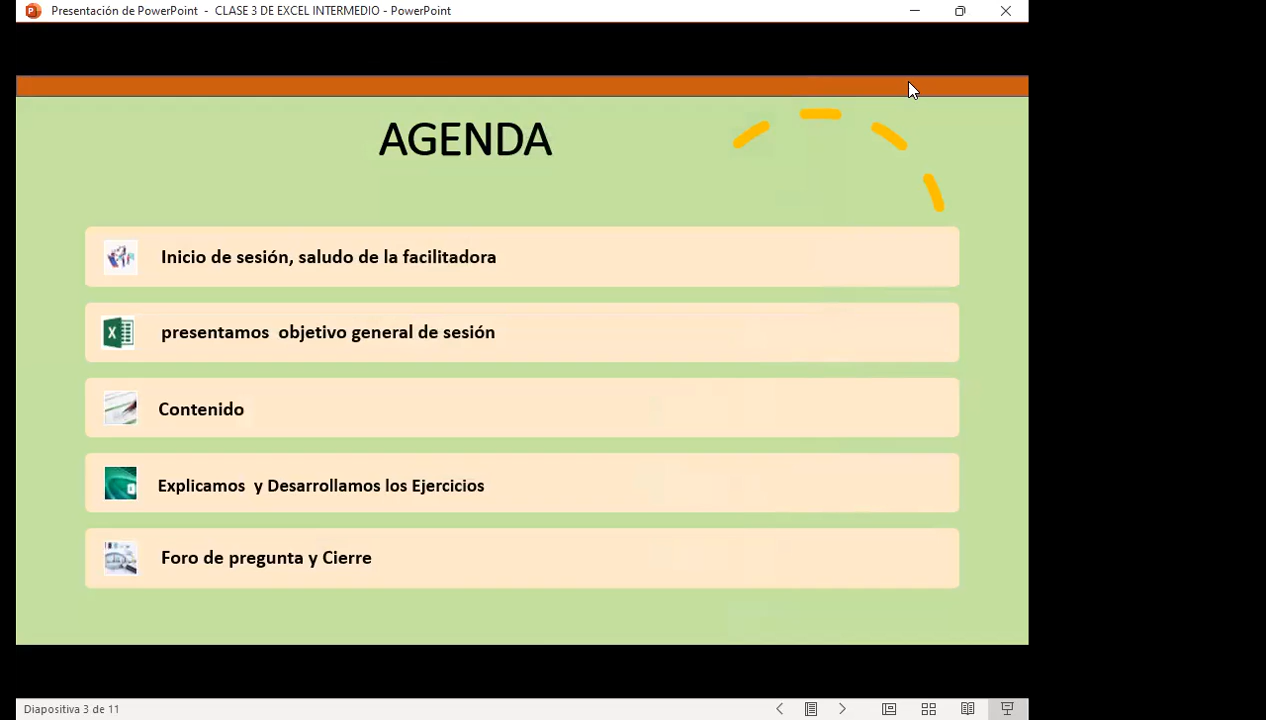 Presentación de PowerPoint - CLASE 3 DE EXCEL INTERMEDIO - PowerPoint
AGENDA
Inicio de sesión, saludo de la facilitadora
presentamos objetivo general de sesión
Contenido
Explicamos y Desarrollamos los Ejercicios
Foro de pregunta y Cierre
Diapositiva 3 de 11